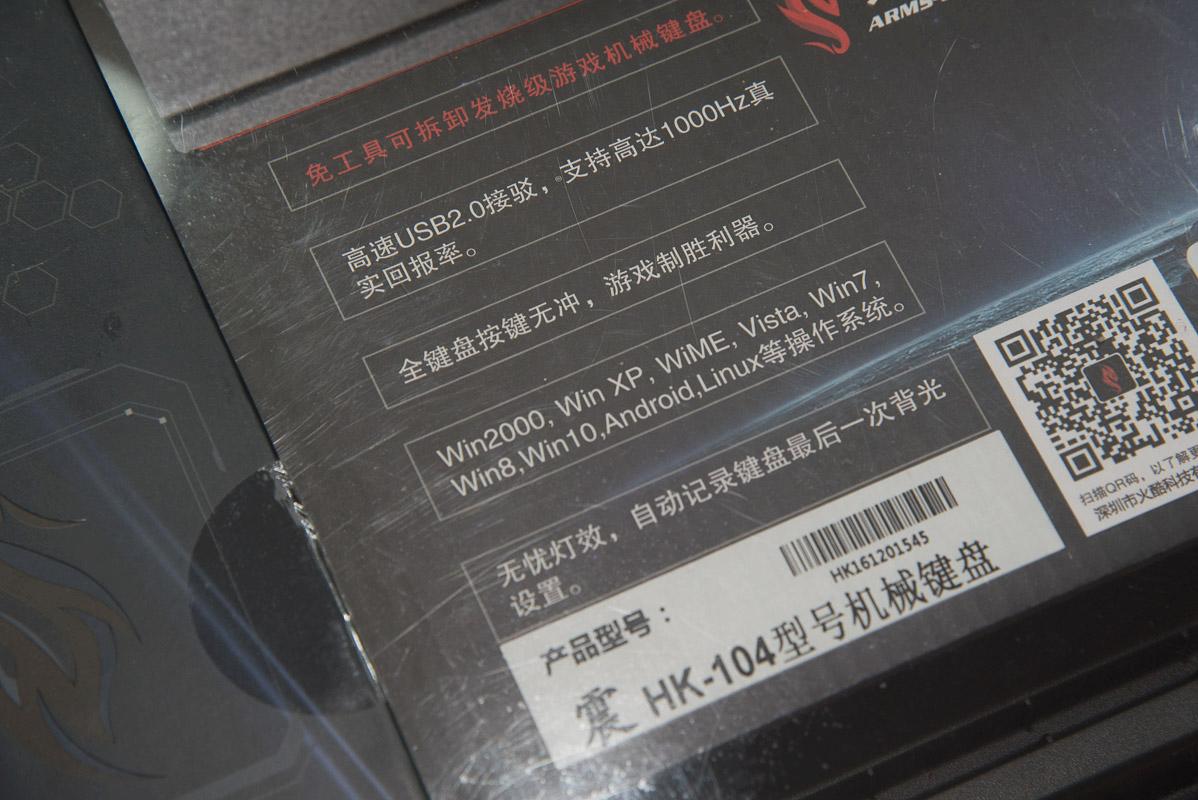 ARMS-
免工具可拆卸发烧级游戏机械键盘。
高速USB2.0接驳，支持高达1000Hz真
实回报率。
全键盘按键无冲，游戏制胜利器。
Win2000, Win XP, WiME, Vista, Win7,
Win8,Win10,Android,Linux等操作系统。
无忧灯效，自动记录键盘最后一次背光
设置。
扫描QR码，以了解更
深圳市火酷科技有
HK161201545
产品型号：
震 HK-104型号机械键盘